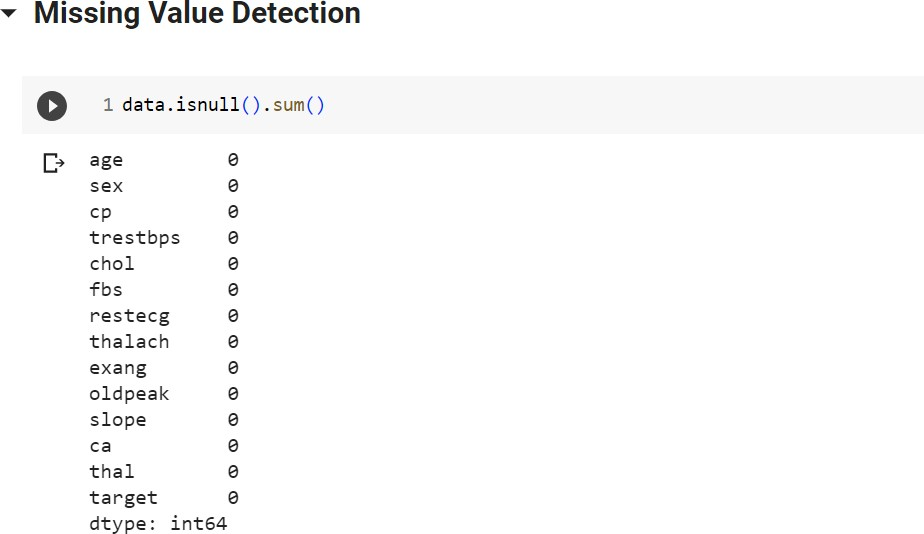 Missing Value Detection
1 data.isnull().sum()
age 0
sex 0
cp 0
trestbps 0
chol 0
fbs 0
restecg 0
thalach 0
exang 0
oldpeak 0
slope 0
ca 0
thal 0
target 0
dtype: int64